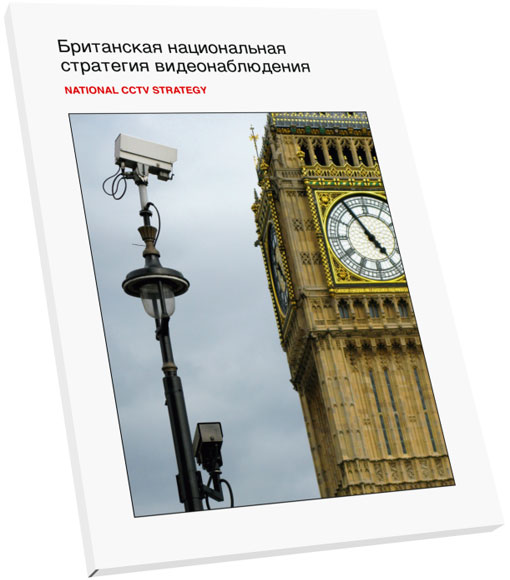 Британская национальная
стратегия видеонаблюдения
NATIONAL CCTV STRATEGY